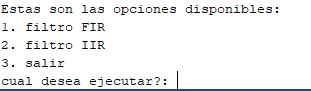 Estas son las opciones disponibles:
1. filtro FIR
2. filtro IIR
3. salir
cual desea ejecutar?: